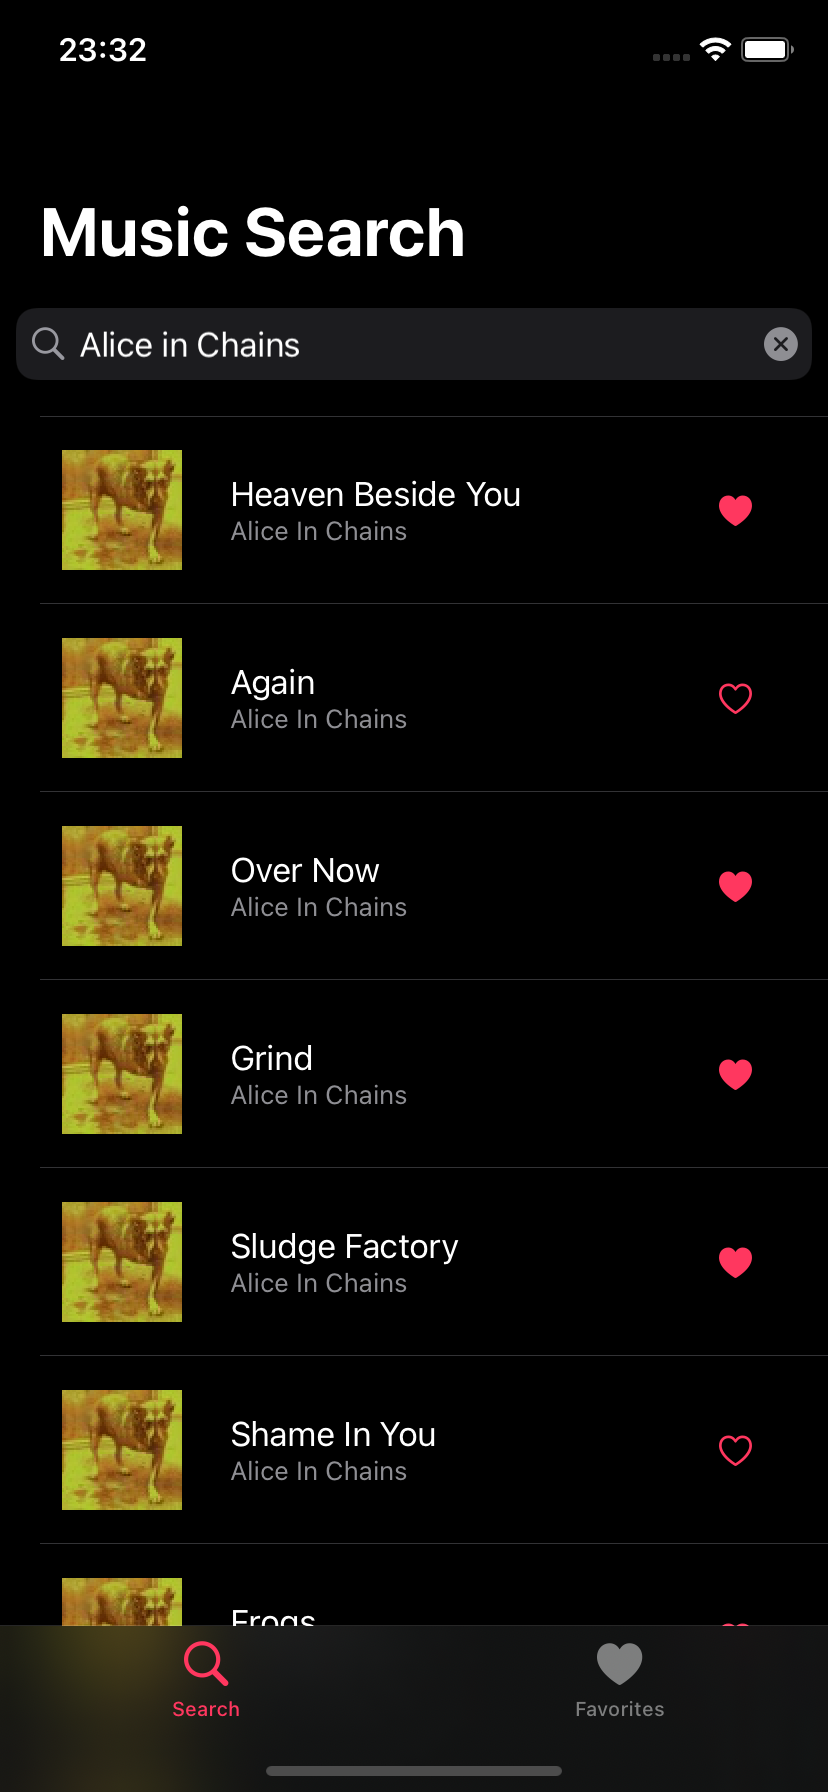 23:32
Music Search
Alice in Chains
Heaven Beside You
Alice In Chains
Again
Alice In Chains
Over Now
Alice In Chains
Grind
Alice In Chains
Sludge Factory
Alice In Chains
Shame In You
Alice In Chains
Frogs
Search
Favorites